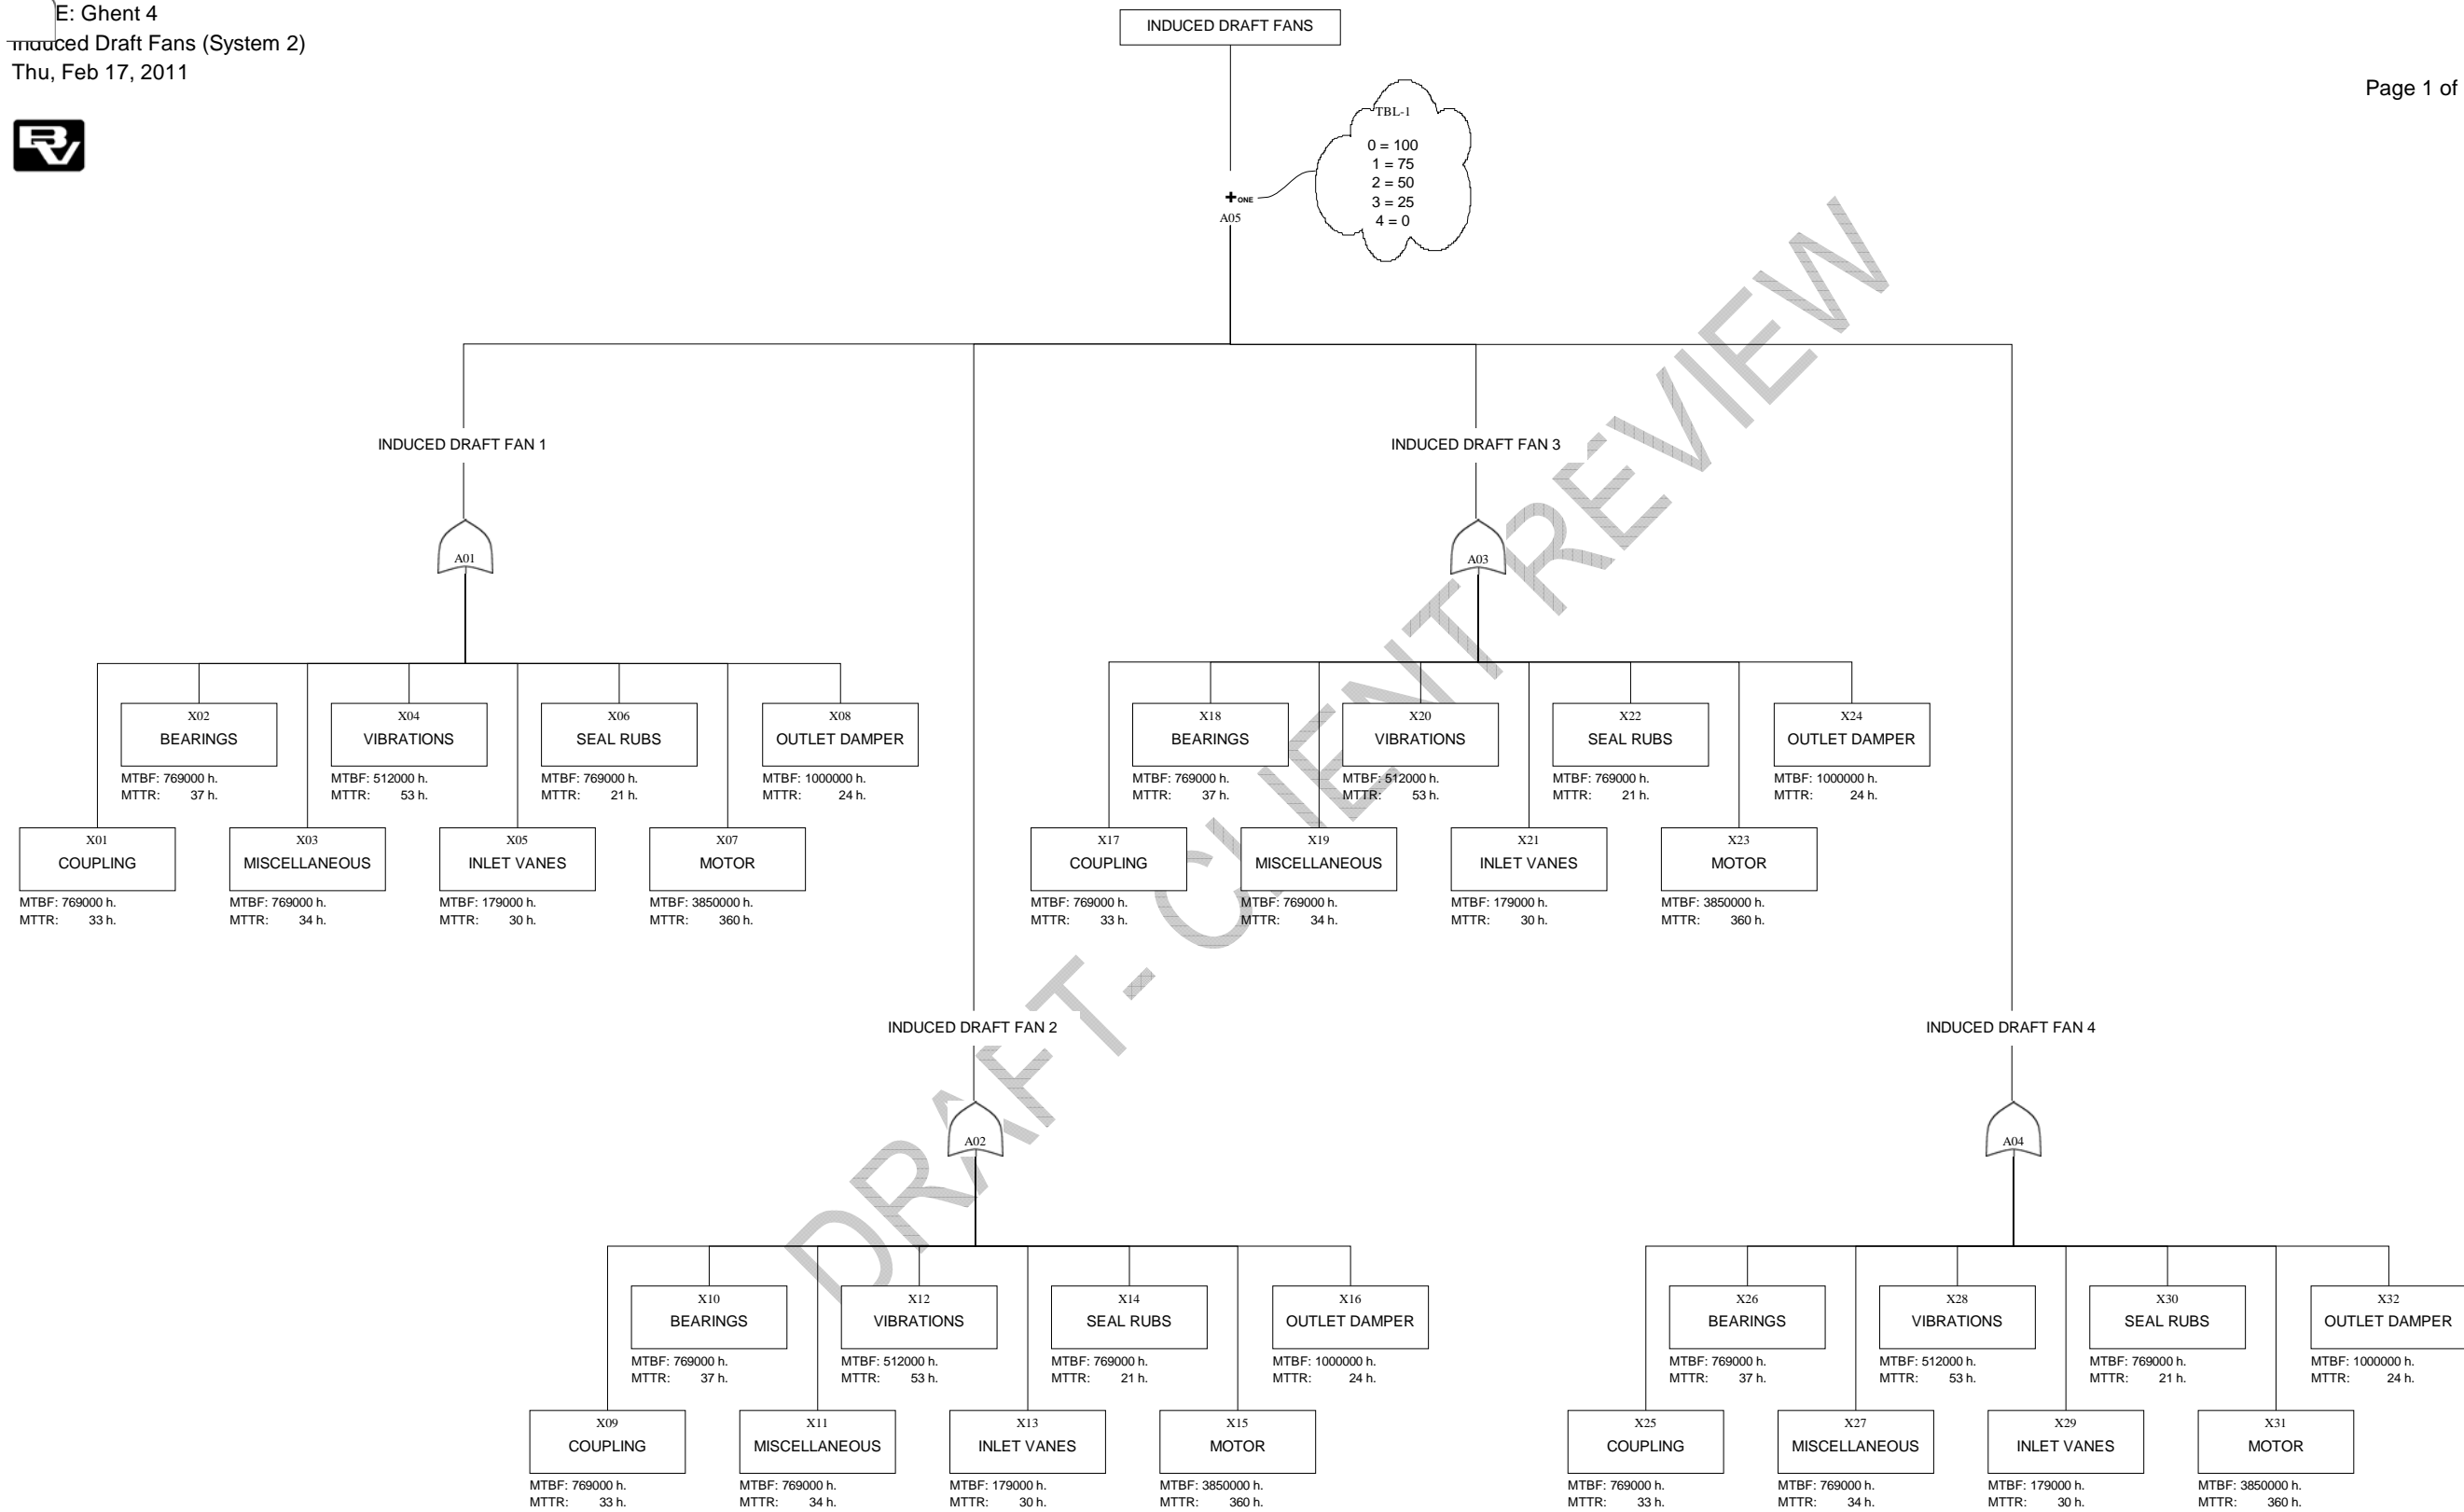 E: Ghent 4
Induced Draft Fans (System 2)
Thu, Feb 17, 2011
Page 1 of
BV
INDUCED DRAFT FANS
TBL-1
0 = 100
1 = 75
2 = 50
3 = 25
4 = 0
+ONE
A05
INDUCED DRAFT FAN 1
A01
X02
BEARINGS
MTBF: 769000 h.
MTTR: 37 h.
X04
VIBRATIONS
MTBF: 512000 h.
MTTR: 53 h.
X06
SEAL RUBS
MTBF: 769000 h.
MTTR: 21 h.
X08
OUTLET DAMPER
MTBF: 1000000 h.
MTTR: 24 h.
X01
COUPLING
MTBF: 769000 h.
MTTR: 33 h.
X03
MISCELLANEOUS
MTBF: 769000 h.
MTTR: 34 h.
X05
INLET VANES
MTBF: 179000 h.
MTTR: 30 h.
X07
MOTOR
MTBF: 3850000 h.
MTTR: 360 h.
INDUCED DRAFT FAN 3
A03
X18
BEARINGS
MTBF: 769000 h.
MTTR: 37 h.
X20
VIBRATIONS
MTBF: 512000 h.
MTTR: 53 h.
X22
SEAL RUBS
MTBF: 769000 h.
MTTR: 21 h.
X24
OUTLET DAMPER
MTBF: 1000000 h.
MTTR: 24 h.
X17
COUPLING
MTBF: 769000 h.
MTTR: 33 h.
X19
MISCELLANEOUS
MTBF: 769000 h.
MTTR: 34 h.
X21
INLET VANES
MTBF: 179000 h.
MTTR: 30 h.
X23
MOTOR
MTBF: 3850000 h.
MTTR: 360 h.
INDUCED DRAFT FAN 2
A02
X10
BEARINGS
MTBF: 769000 h.
MTTR: 37 h.
X12
VIBRATIONS
MTBF: 512000 h.
MTTR: 53 h.
X14
SEAL RUBS
MTBF: 769000 h.
MTTR: 21 h.
X16
OUTLET DAMPER
MTBF: 1000000 h.
MTTR: 24 h.
X09
COUPLING
MTBF: 769000 h.
MTTR: 33 h.
X11
MISCELLANEOUS
MTBF: 769000 h.
MTTR: 34 h.
X13
INLET VANES
MTBF: 179000 h.
MTTR: 30 h.
X15
MOTOR
MTBF: 3850000 h.
MTTR: 360 h.
INDUCED DRAFT FAN 4
A04
X26
BEARINGS
MTBF: 769000 h.
MTTR: 37 h.
X28
VIBRATIONS
MTBF: 512000 h.
MTTR: 53 h.
X30
SEAL RUBS
MTBF: 769000 h.
MTTR: 21 h.
X32
OUTLET DAMPER
MTBF: 1000000 h.
MTTR: 24 h.
X25
COUPLING
MTBF: 769000 h.
MTTR: 33 h.
X27
MISCELLANEOUS
MTBF: 769000 h.
MTTR: 34 h.
X29
INLET VANES
MTBF: 179000 h.
MTTR: 30 h.
X31
MOTOR
MTBF: 3850000 h.
MTTR: 360 h.
DRAFT - CLIENT REVIEW